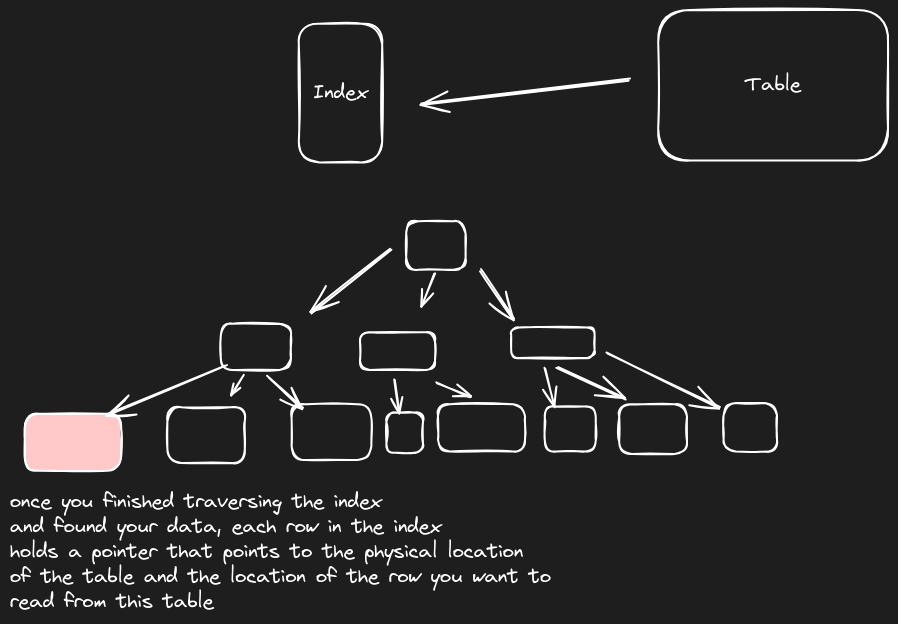 Index
Table
once you finished traversing the index
and found your data, each row in the index
holds a pointer that points to the physical location
of the table and the location of the row you want to
read from this table